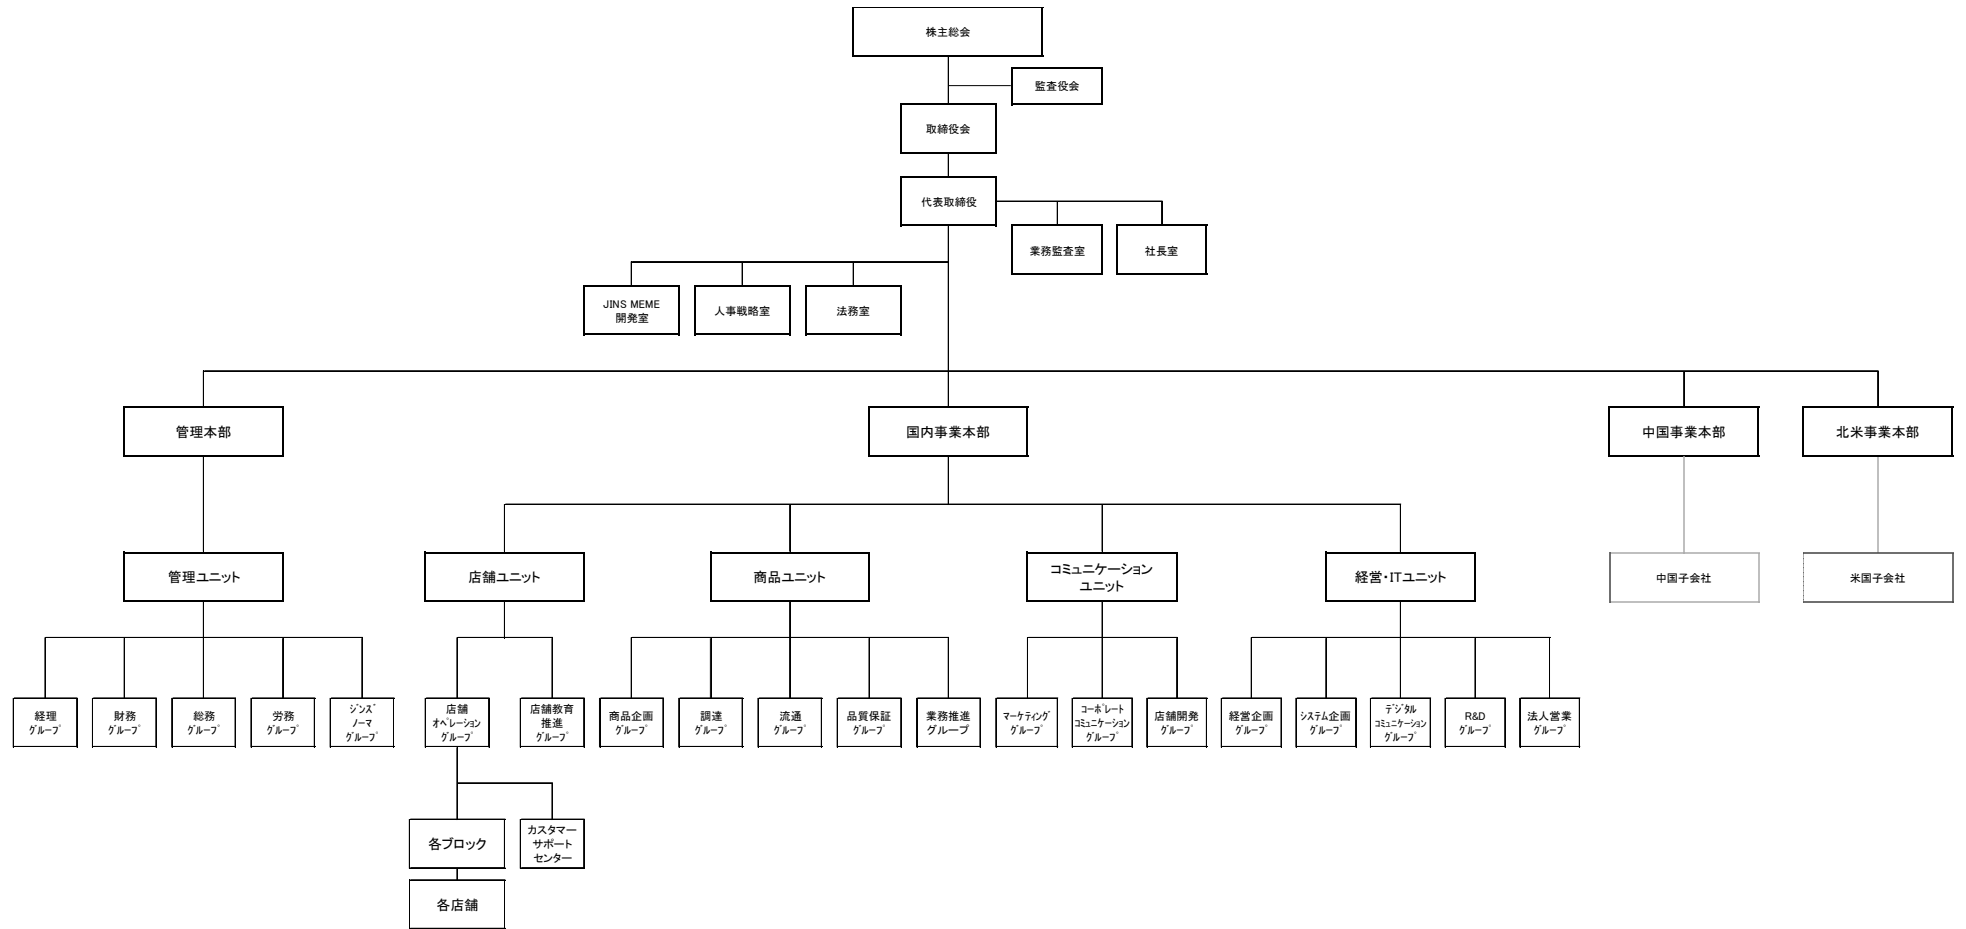 株主総会
監査役会
取締役会
代表取締役
業務監査室
社長室
JINS MEME
開発室
人事戦略室
法務室
管理本部
国内事業本部
中国事業本部
北米事業本部
管理ユニット
店舗ユニット
商品ユニット
コミュニケーション
ユニット
経営・ITユニット
中国子会社
米国子会社
経理
グループ
財務
グループ
総務
グループ
労務
グループ
ジンズ
ノーマ
グループ
店舗
オペレーション
グループ
店舗教育
推進
グループ
商品企画
グループ
調達
グループ
流通
グループ
品質保証
グループ
業務推進
グループ
マーケティング
グループ
コーポレート
コミュニケーション
グループ
店舗開発
グループ
経営企画
グループ
システム企画
グループ
デジタル
コミュニケーション
グループ
R&D
グループ
法人営業
グループ
各ブロック
カスタマー
サポート
センター
各店舗